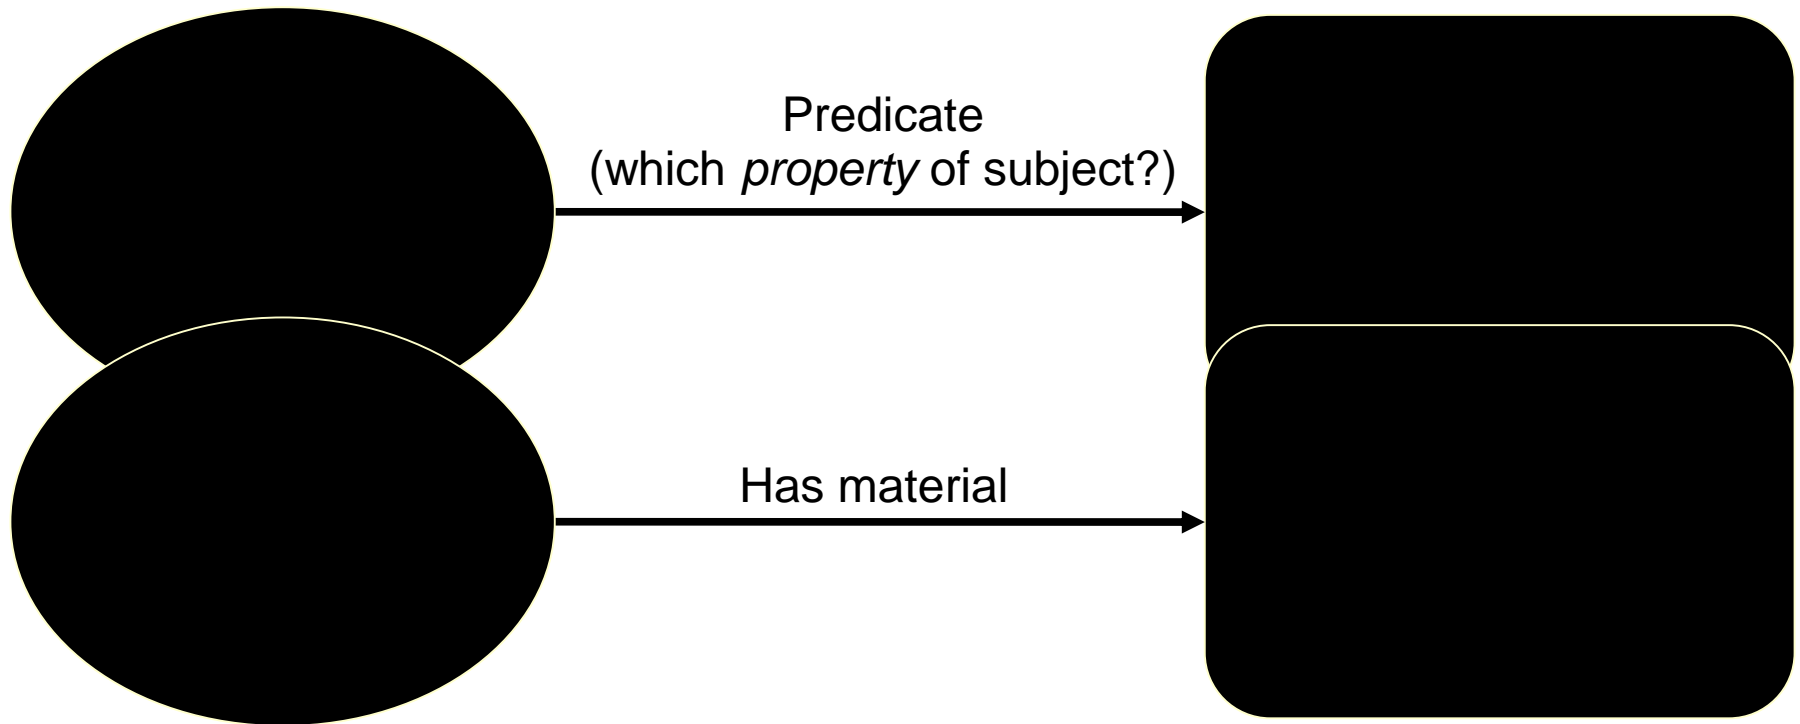 Predicate
(which property of subject?)
Has material